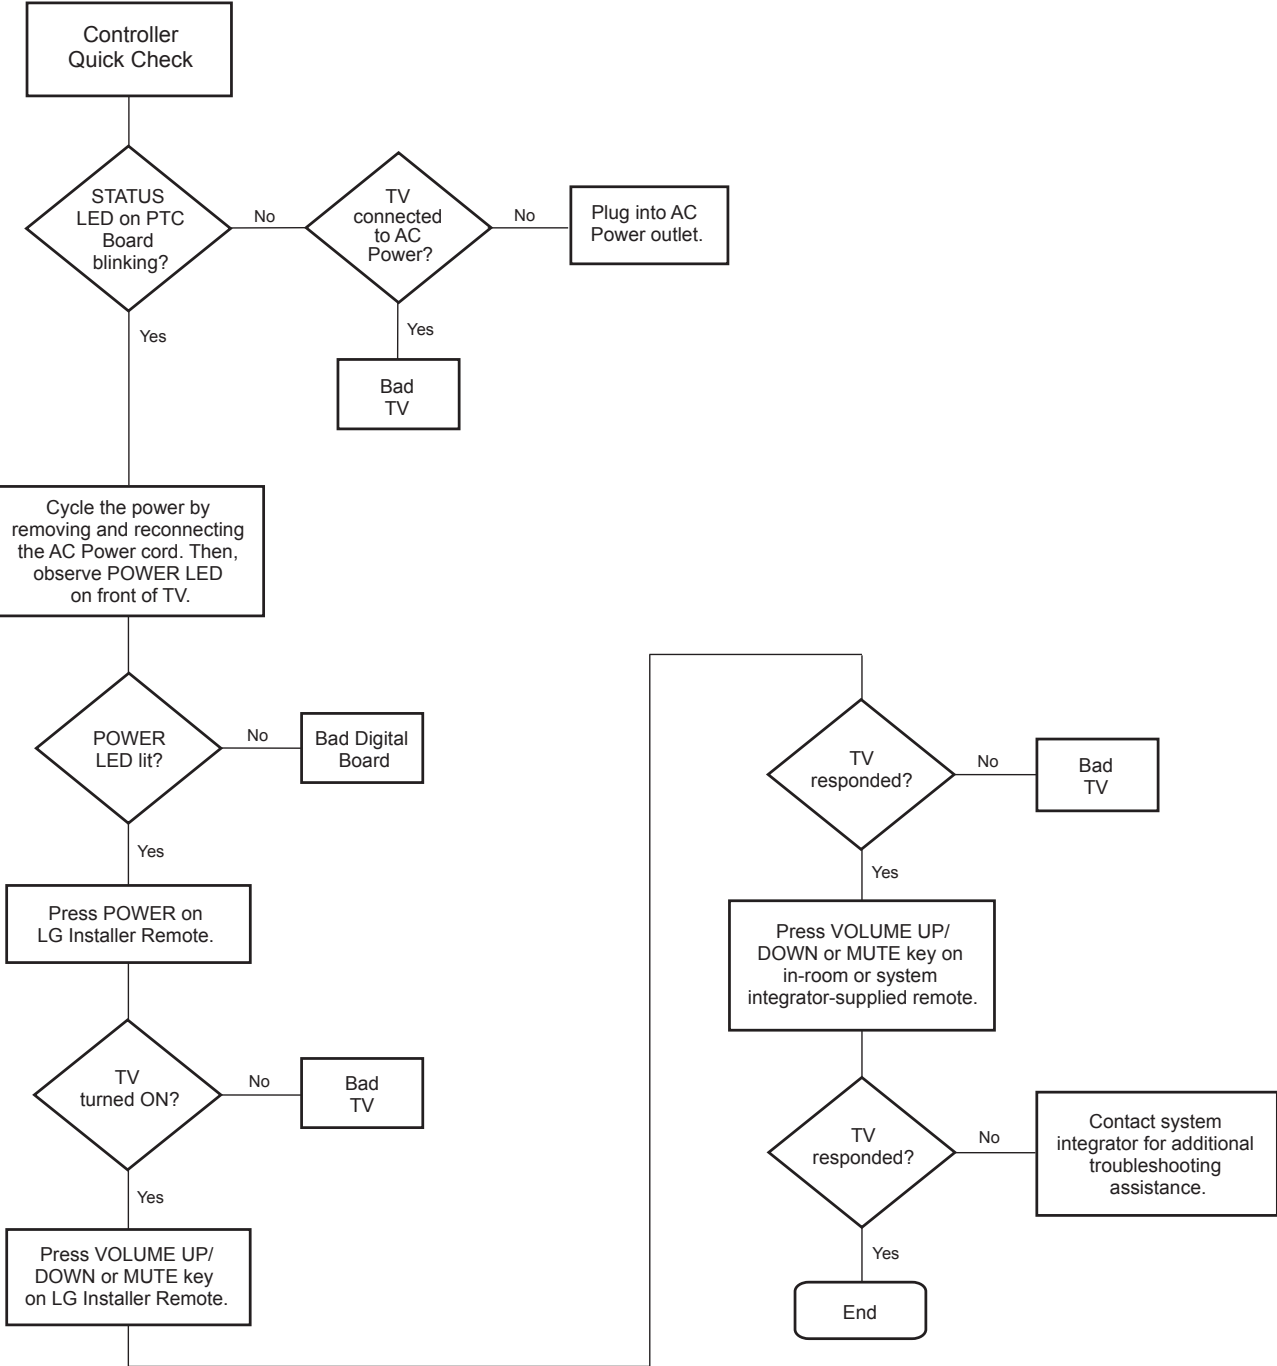 Controller
Quick Check
STATUS
LED on PTC
Board
blinking?
No
TV
connected
to AC
Power?
No
Plug into AC
Power outlet.
Yes
Yes
Bad
TV
Cycle the power by
removing and reconnecting
the AC Power cord. Then,
observe POWER LED
on front of TV.
POWER
LED lit?
No
Bad Digital
Board
Yes
Press POWER on
LG Installer Remote.
TV
turned ON?
No
Bad
TV
Yes
Press VOLUME UP/
DOWN or MUTE key
on LG Installer Remote.
TV
responded?
No
Bad
TV
Yes
Press VOLUME UP/
DOWN or MUTE key on
in-room or system
integrator-supplied remote.
TV
responded?
No
Contact system
integrator for additional
troubleshooting
assistance.
Yes
End